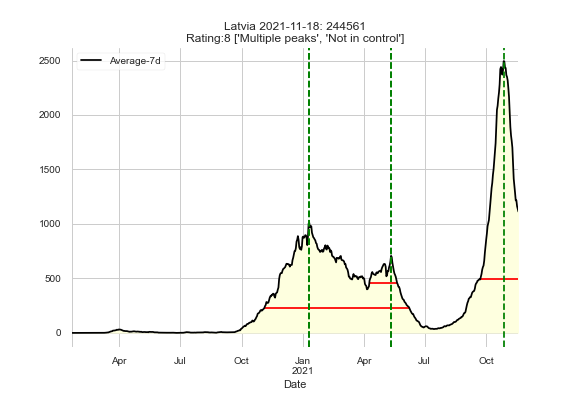 Latvia 2021-11-18: 244561
Rating:8 ['Multiple peaks', 'Not in control']
Average-7d
2500
2000
1500
1000
500
0
Apr Jul Oct Jan Apr Jul Oct
2021
Date